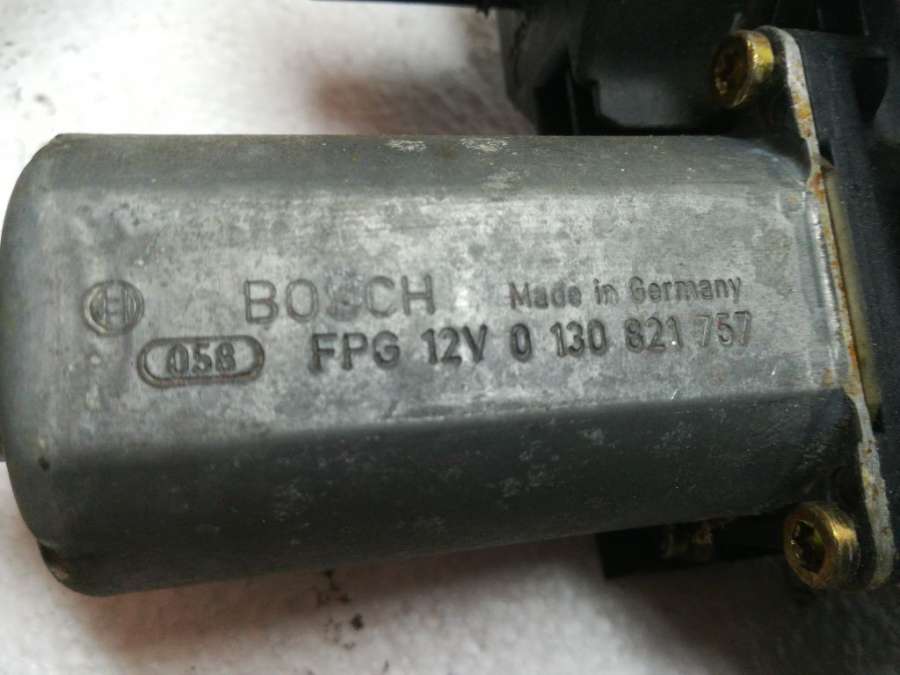 BOSCH Made in Germany
058 FPG 12V 0 130 821 757